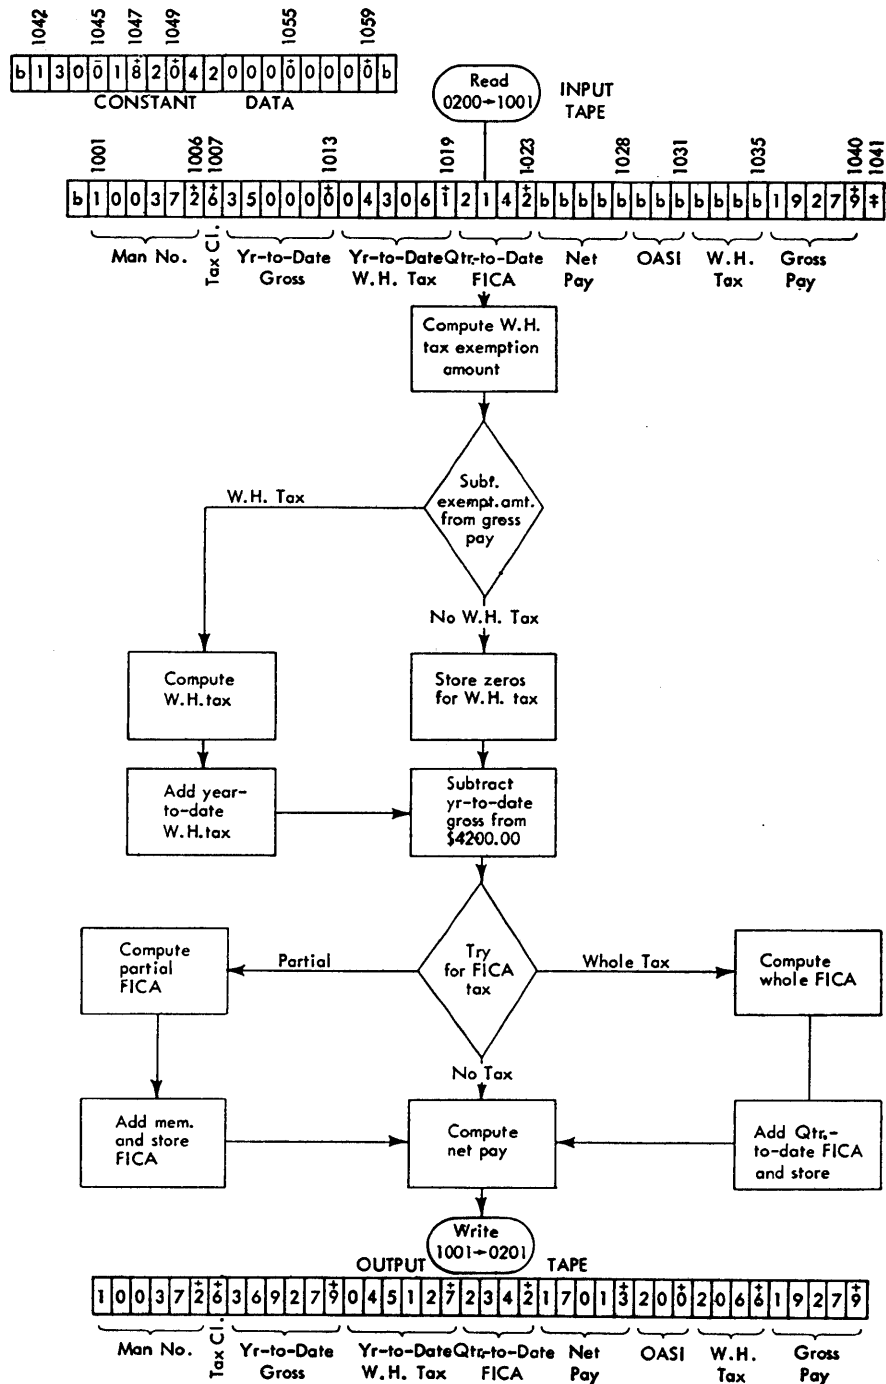 1042 1045 1047 1049 1055 1059
b 1 3 0 0̄ 1 8̟ 2 0̟ 4 2 0 0 0 0̟ 0 0 0 0̟ b
CONSTANT DATA
Read
0200→1001
INPUT
TAPE
1001 1006 1007 1013 1019 1023 1028 1031 1035 1040 1041
b 1 0 0 3 7 2̟ 6̟ 3 5 0 0 0 0̟ 0 4 3 0 6 1̟ 2 1 4 2̟ b b b b b b b b b b b b 1 9 2 7 9̟ ‡
Man No. Tax Cl. Yr-to-Date Yr-to-Date Qtr.-to-Date Net OASI W.H. Gross
Gross W.H. Tax FICA Pay Tax Pay
Compute W.H.
tax exemption
amount
Subt.
exempt.amt.
from gross
pay
W.H. Tax
No W.H. Tax
Compute
W.H.tax
Store zeros
for W.H. tax
Add year-
to-date
W.H.tax
Subtract
yr-to-date
gross from
$4200.00
Compute
partial
FICA
Partial
Try
for FICA
tax
Whole Tax
Compute
whole FICA
No Tax
Add mem.
and store
FICA
Compute
net pay
Add Qtr.-
to-date FICA
and store
Write
1001→0201
OUTPUT TAPE
1 0 0 3 7 2̟ 6̟ 3 6 9 2 7 9̟ 0 4 5 1 2 7̟ 2 3 4 2̟ 1 7 0 1 3̟ 2 0 0̟ 2 0 6 6̟ 1 9 2 7 9̟
Man No. Tax Cl. Yr-to-Date Yr-to-Date Qtr.-to-Date Net OASI W.H. Gross
Gross W.H. Tax FICA Pay Tax Pay